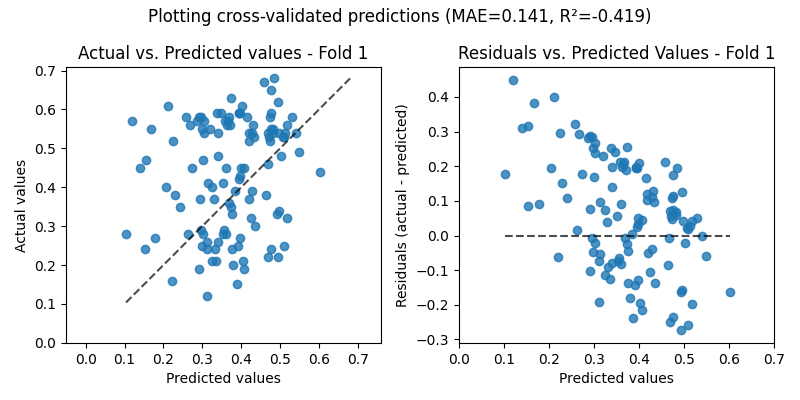 Plotting cross-validated predictions (MAE=0.141, R²=-0.419)
Actual vs. Predicted values - Fold 1
Actual values
0.7
0.6
0.5
0.4
0.3
0.2
0.1
0.0
0.0 0.1 0.2 0.3 0.4 0.5 0.6 0.7
Predicted values
Residuals vs. Predicted Values - Fold 1
Residuals (actual - predicted)
0.4
0.3
0.2
0.1
0.0
−0.1
−0.2
−0.3
0.0 0.1 0.2 0.3 0.4 0.5 0.6 0.7
Predicted values